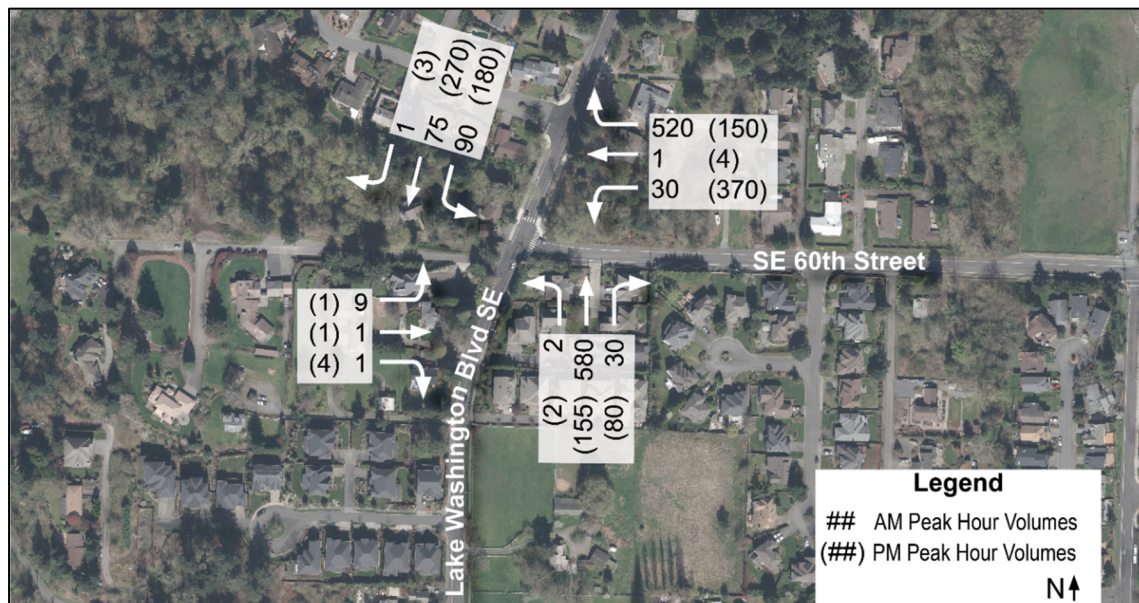 1 (3)
75 (270)
90 (180)
520 (150)
1 (4)
30 (370)
SE 60th Street
(1) 9
(1) 1
(4) 1
(2) 2
(155) 580
(80) 30
Lake Washington Blvd SE
Legend
## AM Peak Hour Volumes
(##) PM Peak Hour Volumes
N